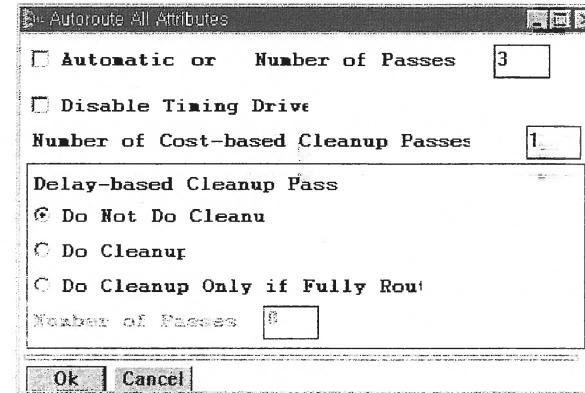 Autoroute All Attributes
Automatic or Number of Passes 3
Disable Timing Drive
Number of Cost-based Cleanup Passes 1
Delay-based Cleanup Pass
Do Not Do Cleanu
Do Cleanup
Do Cleanup Only if Fully Rout
Number of Passes 0
Ok Cancel